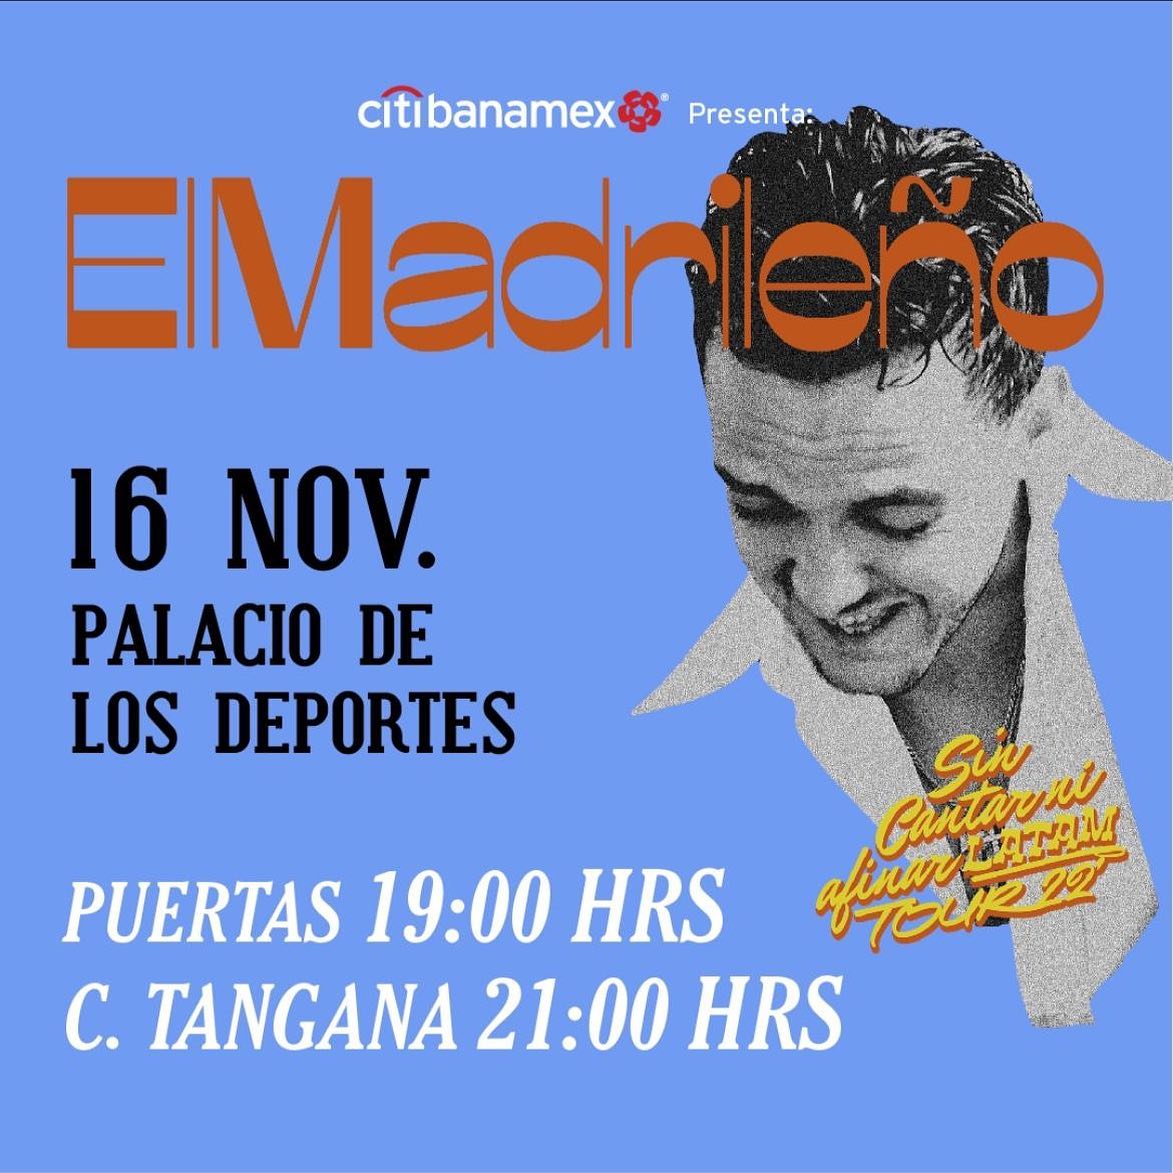 citibanamex® Presenta:
El Madrileño
16 NOV.
PALACIO DE
LOS DEPORTES
Sin
Cantar ni
afinar LATAM
TOUR 22'
PUERTAS 19:00 HRS
C. TANGANA 21:00 HRS